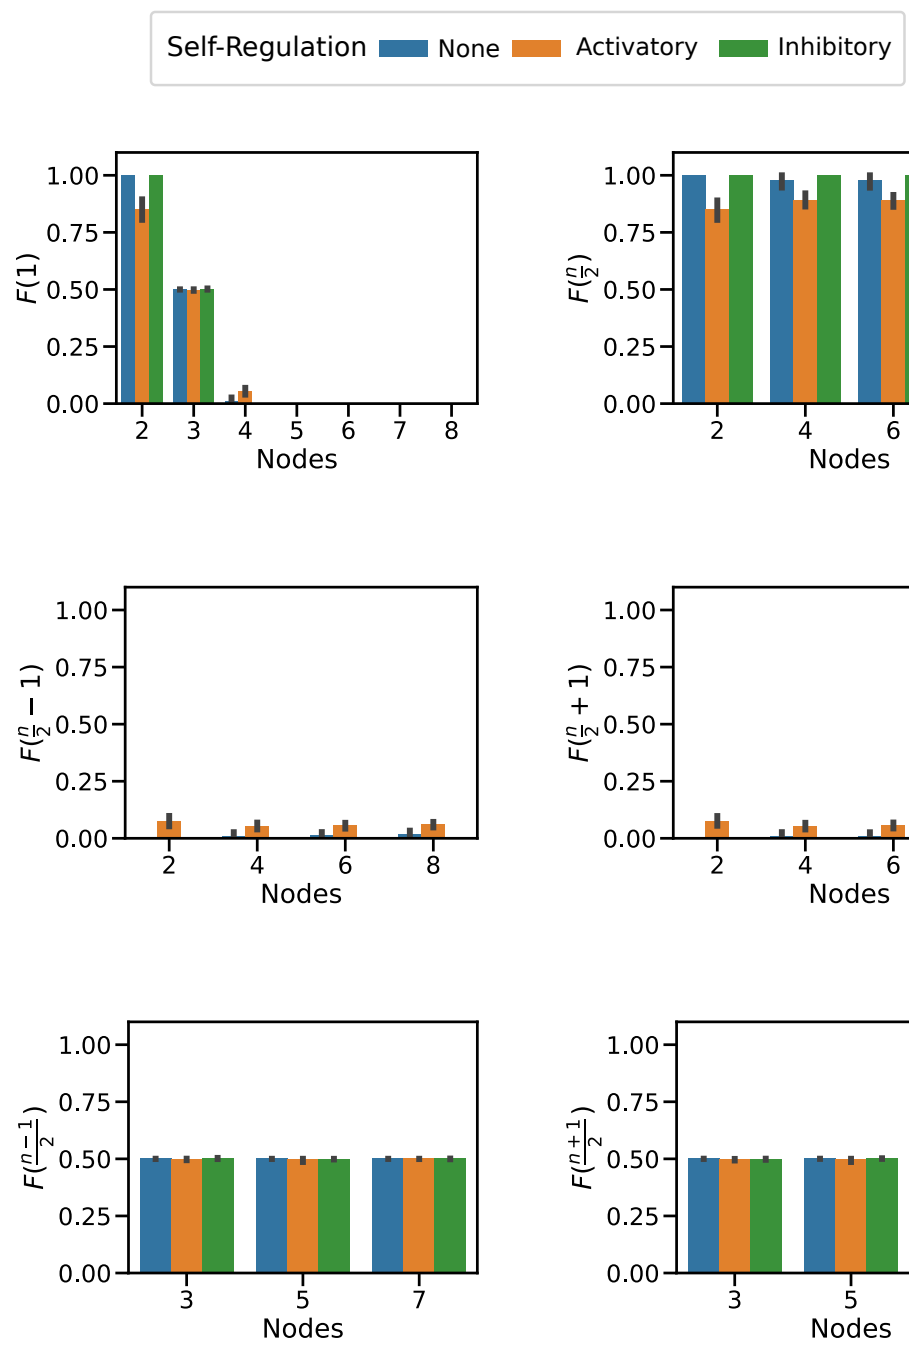 Self-Regulation None Activatory Inhibitory
F(1)
1.00
0.75
0.50
0.25
0.00
2 3 4 5 6 7 8
Nodes
F(n/2)
1.00
0.75
0.50
0.25
0.00
2 4 6
Nodes
F(n/2 − 1)
1.00
0.75
0.50
0.25
0.00
2 4 6 8
Nodes
F(n/2 + 1)
1.00
0.75
0.50
0.25
0.00
2 4 6
Nodes
F((n − 1)/2)
1.00
0.75
0.50
0.25
0.00
3 5 7
Nodes
F((n + 1)/2)
1.00
0.75
0.50
0.25
0.00
3 5
Nodes